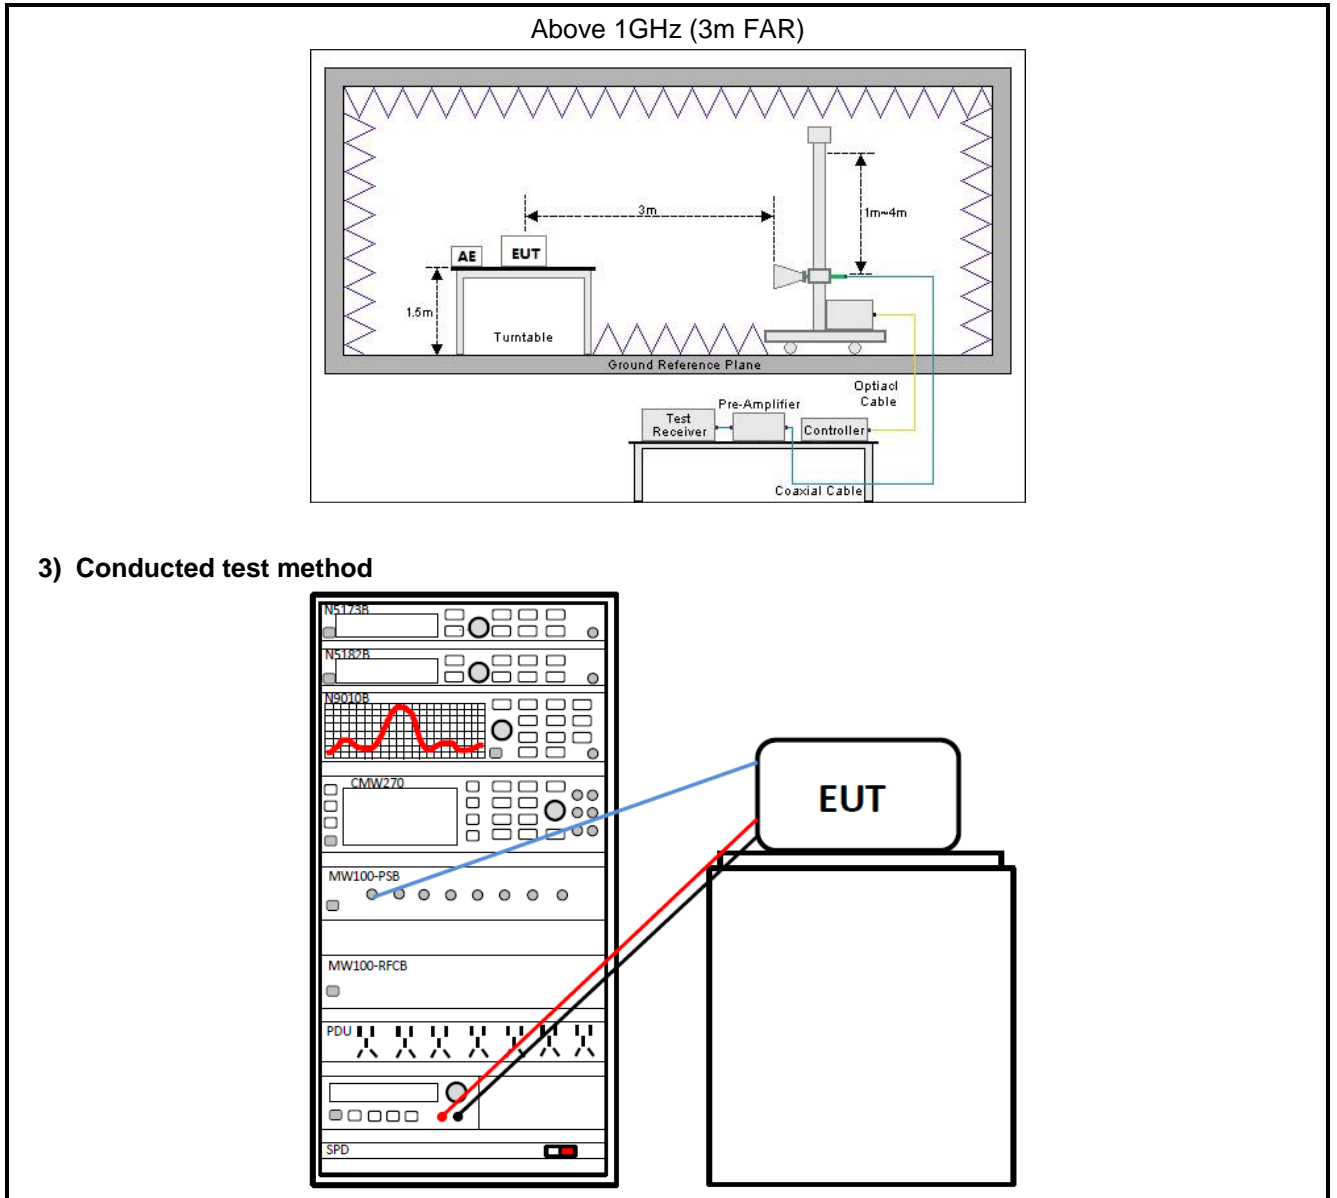 Above 1GHz (3m FAR)
3m
1m~4m
AE
EUT
1.5m
Turntable
Ground Reference Plane
Optiacl
Cable
Pre-Amplifier
Test
Receiver
Controller
Coaxial Cable
3) Conducted test method
N5173B
N5182B
N9010B
CMW270
EUT
MW100-PSB
MW100-RFCB
PDU
SPD